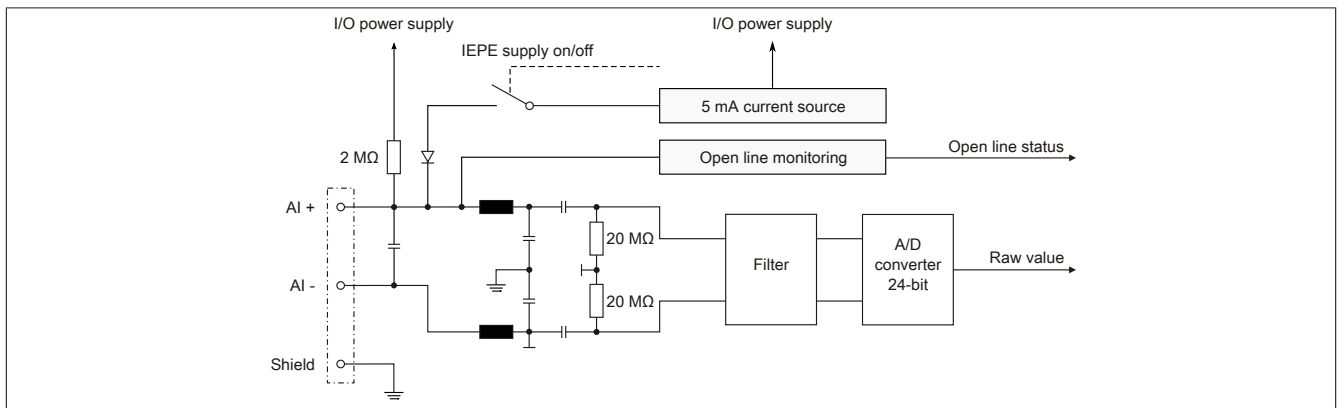 I/O power supply
I/O power supply
IEPE supply on/off
5 mA current source
2 MΩ
Open line monitoring
Open line status
AI +
20 MΩ
Filter
A/D
converter
24-bit
Raw value
AI -
20 MΩ
Shield